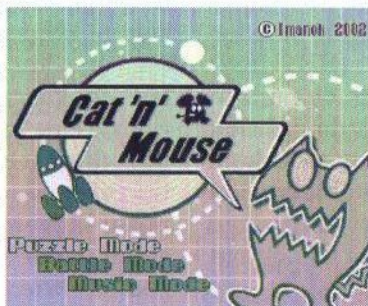 © Imanoh 2002
Cat 'n'
Mouse
Puzzle Mode
Battle Mode
Music Mode